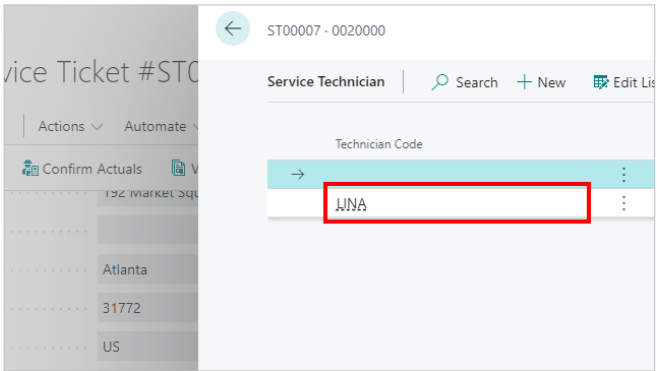 ST00007 · 0020000
vice Ticket #ST0
Service Technician
Search
New
Edit Lis
Actions
Automate
Technician Code
Confirm Actuals
V
192 Market Squ
LINA
Atlanta
31772
US